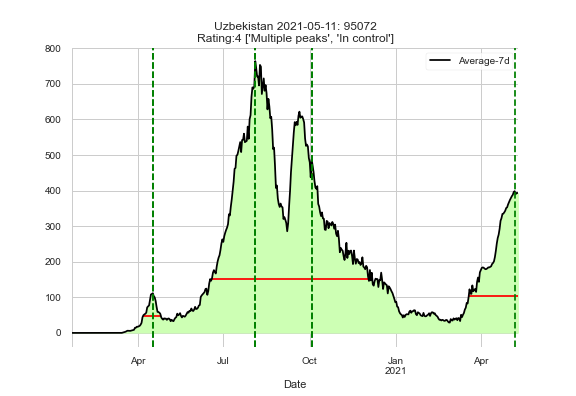 Uzbekistan 2021-05-11: 95072
Rating:4 ['Multiple peaks', 'In control']
Average-7d
800
700
600
500
400
300
200
100
0
Apr
Jul
Oct
Jan
2021
Apr
Date